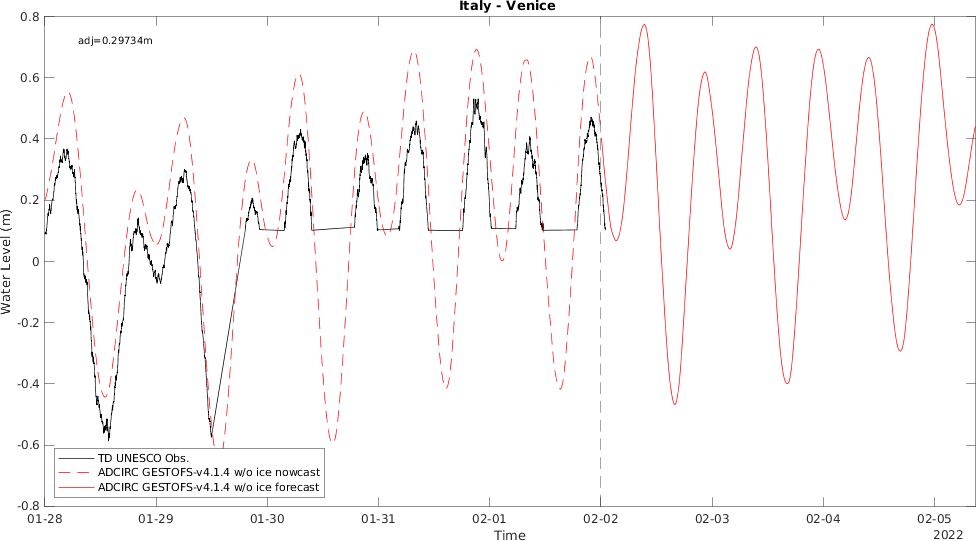 Italy - Venice
adj=0.29734m
0.8
0.6
0.4
0.2
0
-0.2
-0.4
-0.6
-0.8
Water Level (m)
TD UNESCO Obs.
ADCIRC GESTOFS-v4.1.4 w/o ice nowcast
ADCIRC GESTOFS-v4.1.4 w/o ice forecast
01-28 01-29 01-30 01-31 02-01 02-02 02-03 02-04 02-05
Time
2022